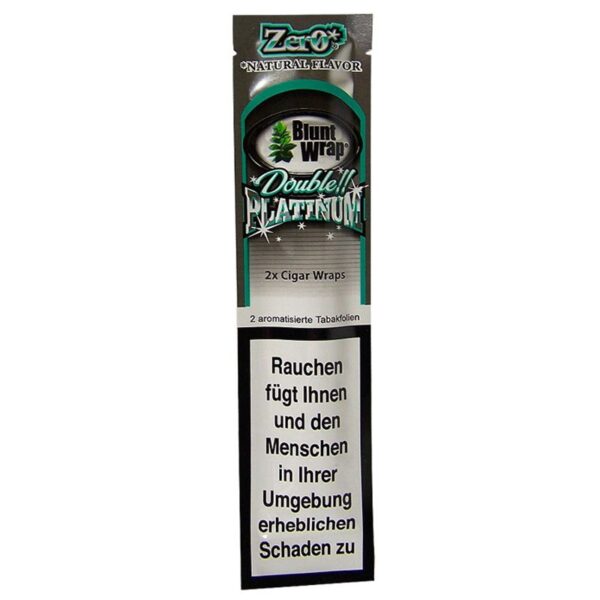 Zero*®
*NATURAL FLAVOR
Blunt
Wrap®
Double!!
PLATINUM
2x Cigar Wraps
2 aromatisierte Tabakfolien
Rauchen
fügt Ihnen
und den
Menschen
in Ihrer
Umgebung
erheblichen
Schaden zu